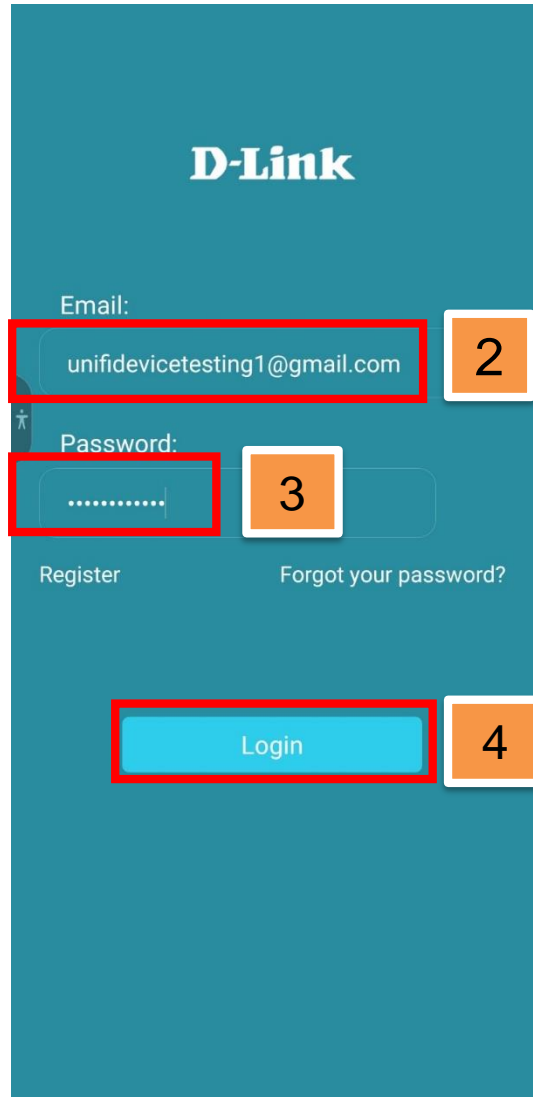 D-Link
Email:
unifidevicetesting1@gmail.com
2
Password:
••••••••••••
3
Register
Forgot your password?
Login
4